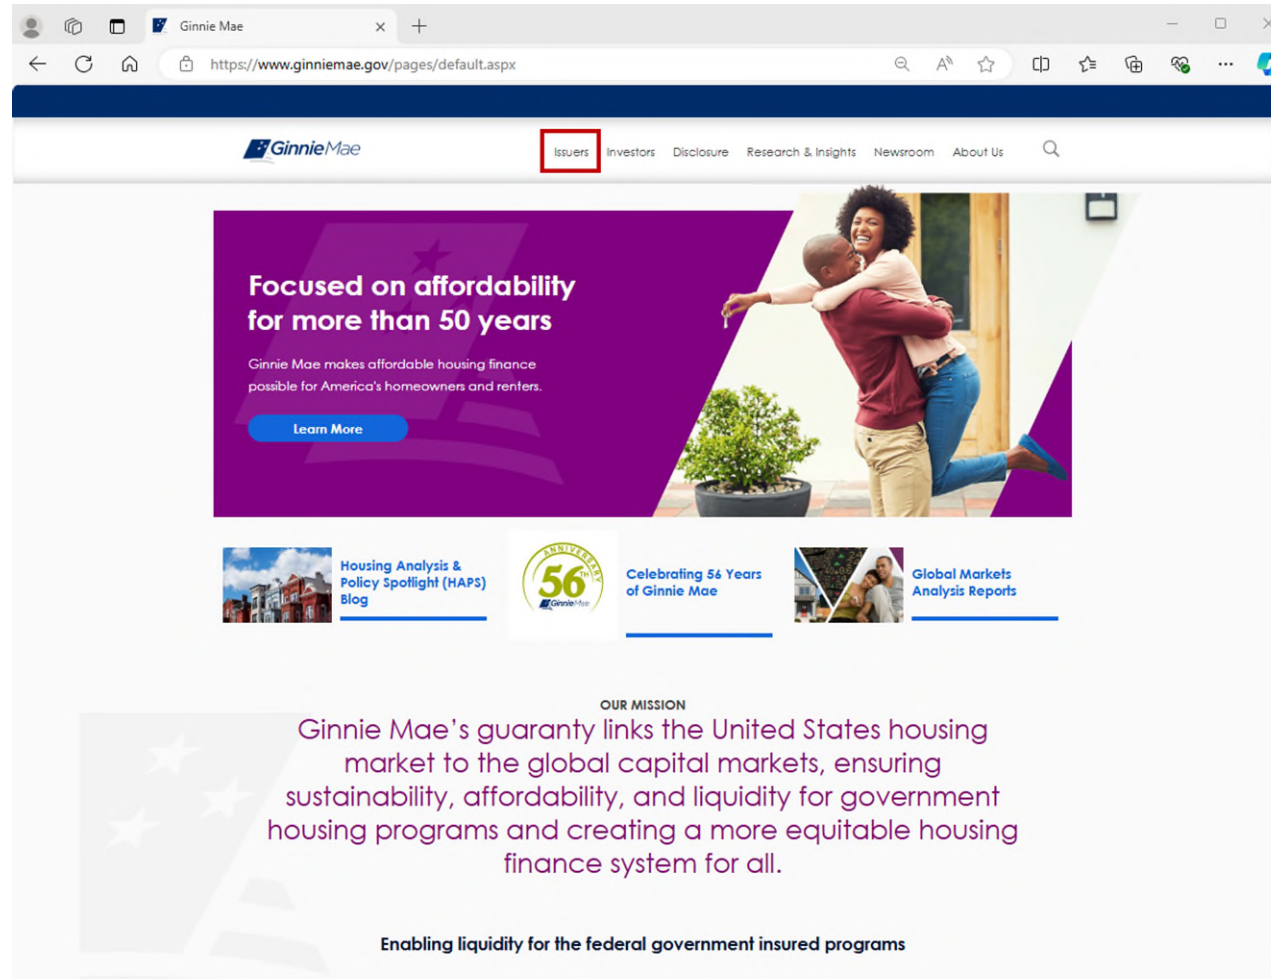 Ginnie Mae
https://www.ginniemae.gov/pages/default.aspx
GinnieMae
Issuers Investors Disclosure Research & Insights Newsroom About Us
Focused on affordability
for more than 50 years
Ginnie Mae makes affordable housing finance
possible for America's homeowners and renters.
Learn More
Housing Analysis &
Policy Spotlight (HAPS)
Blog
ANNIVERSARY
56TH
GinnieMae
Celebrating 56 Years
of Ginnie Mae
Global Markets
Analysis Reports
OUR MISSION
Ginnie Mae's guaranty links the United States housing
market to the global capital markets, ensuring
sustainability, affordability, and liquidity for government
housing programs and creating a more equitable housing
finance system for all.
Enabling liquidity for the federal government insured programs